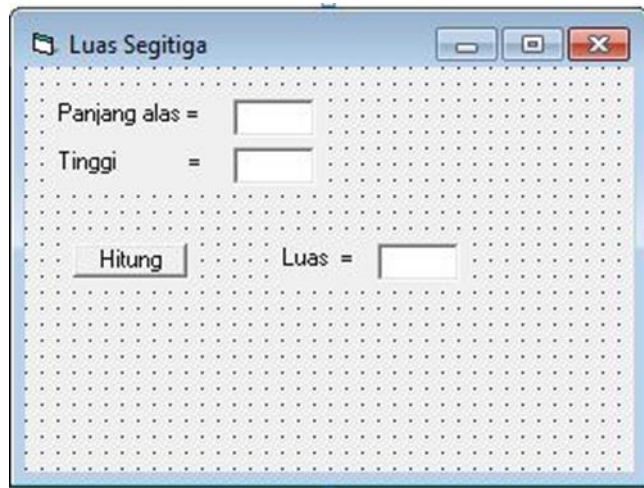 Luas Segitiga
Panjang alas =
Tinggi =
Hitung
Luas =